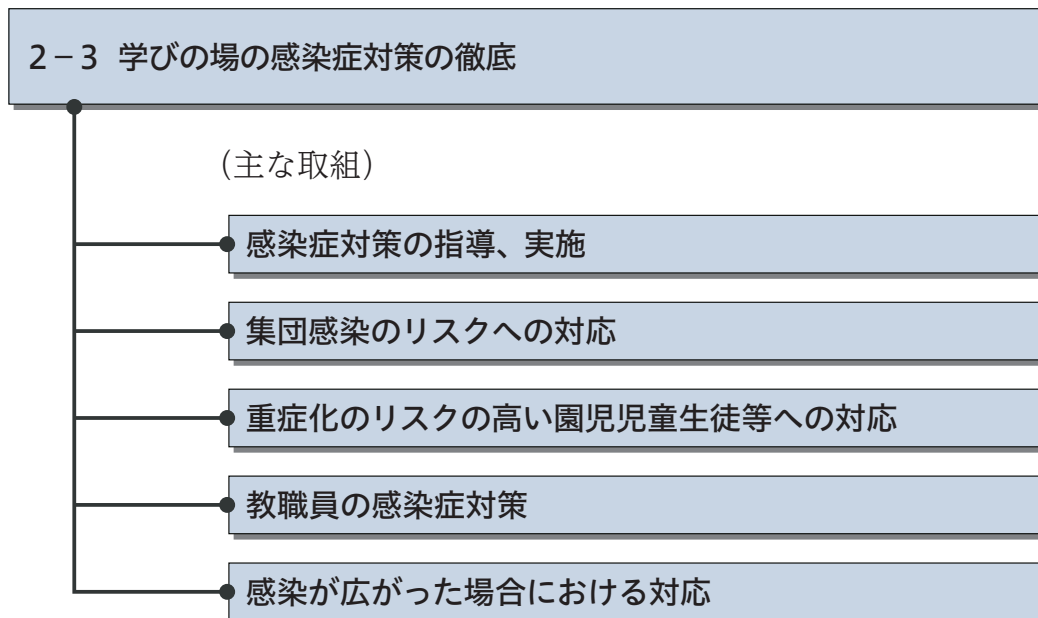 2－3 学びの場の感染症対策の徹底
(主な取組)
感染症対策の指導、実施
集団感染のリスクへの対応
重症化のリスクの高い園児児童生徒等への対応
教職員の感染症対策
感染が広がった場合における対応